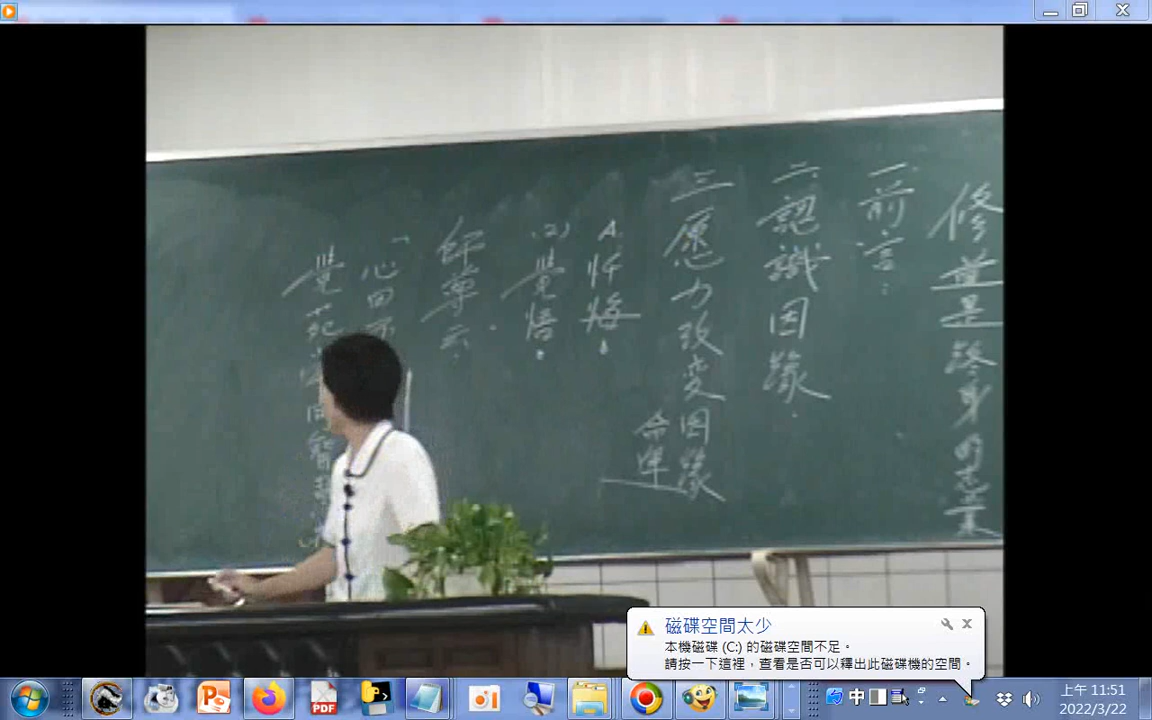 修道是終身的志業
一、前言：
二、認識因緣
三、愿力改變因緣
命運
A. 忏悔
(2) 覺悟
師尊云
「心田不
覺苑
磁碟空間太少
本機磁碟 (C:) 的磁碟空間不足。
請按一下這裡，查看是否可以釋出此磁碟機的空間。
PDF
中
上午 11:51
2022/3/22